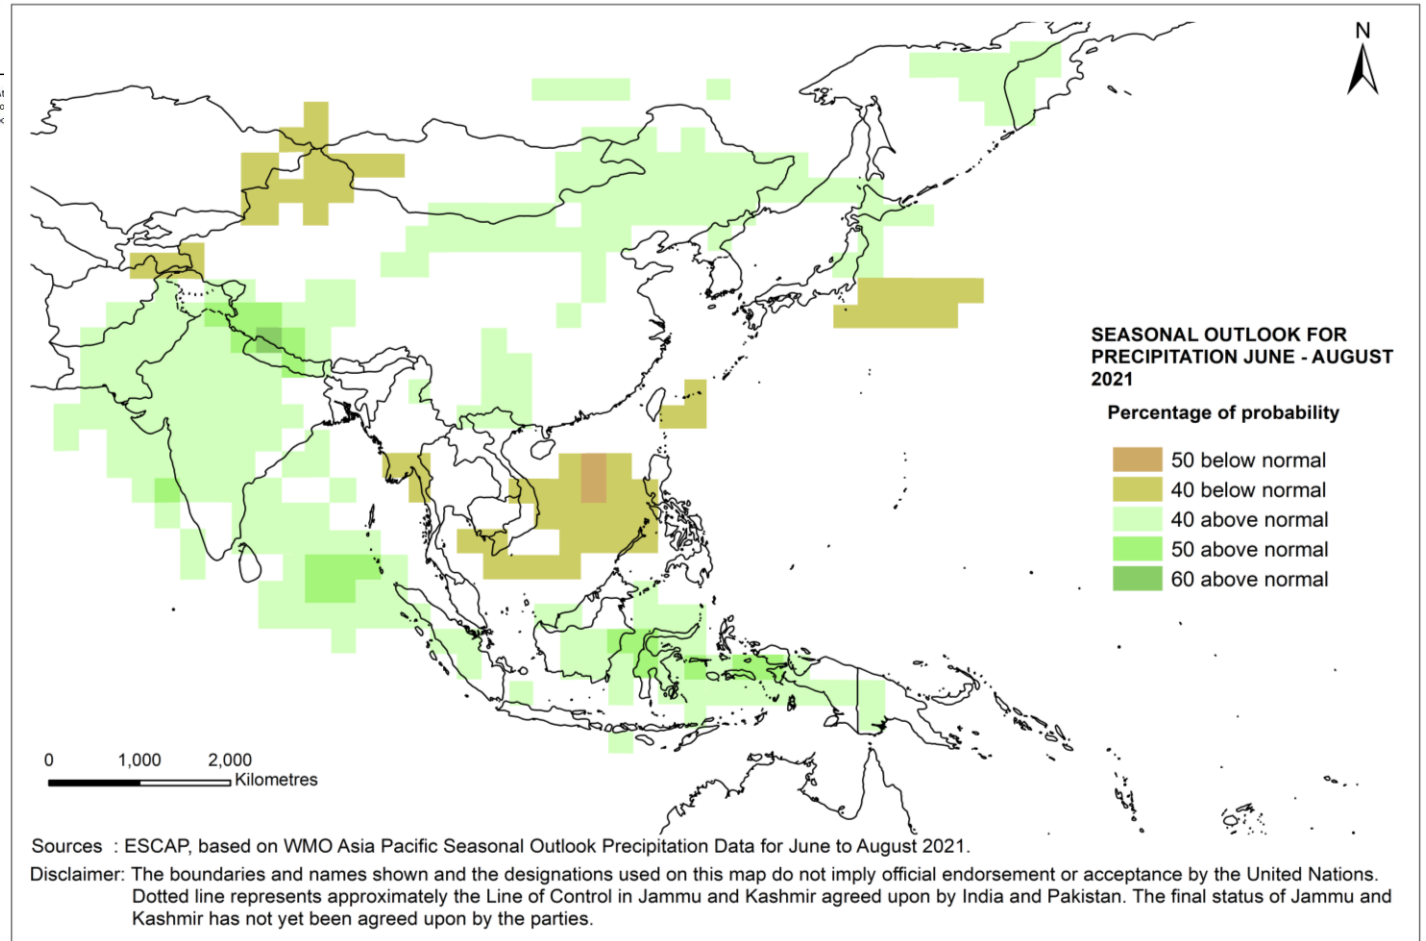 N
SEASONAL OUTLOOK FOR
PRECIPITATION JUNE - AUGUST
2021
Percentage of probability
50 below normal
40 below normal
40 above normal
50 above normal
60 above normal
0 1,000 2,000
Kilometres
Sources : ESCAP, based on WMO Asia Pacific Seasonal Outlook Precipitation Data for June to August 2021.
Disclaimer: The boundaries and names shown and the designations used on this map do not imply official endorsement or acceptance by the United Nations.
Dotted line represents approximately the Line of Control in Jammu and Kashmir agreed upon by India and Pakistan. The final status of Jammu and
Kashmir has not yet been agreed upon by the parties.